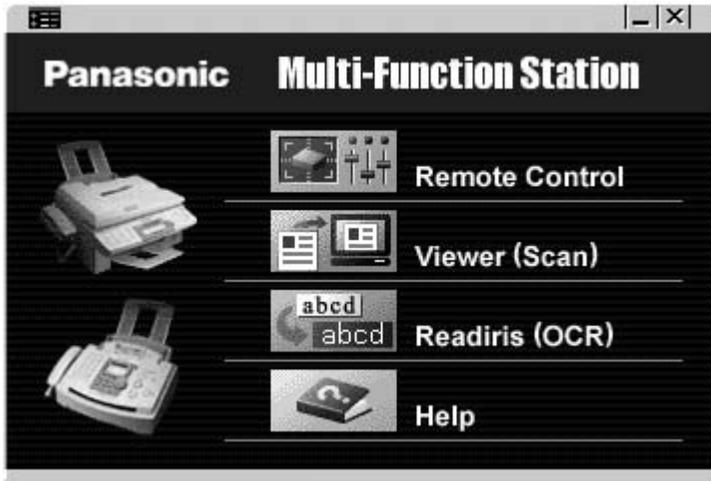 Panasonic Multi-Function Station
Remote Control
Viewer (Scan)
abcd
abcd
Readiris (OCR)
?
Help